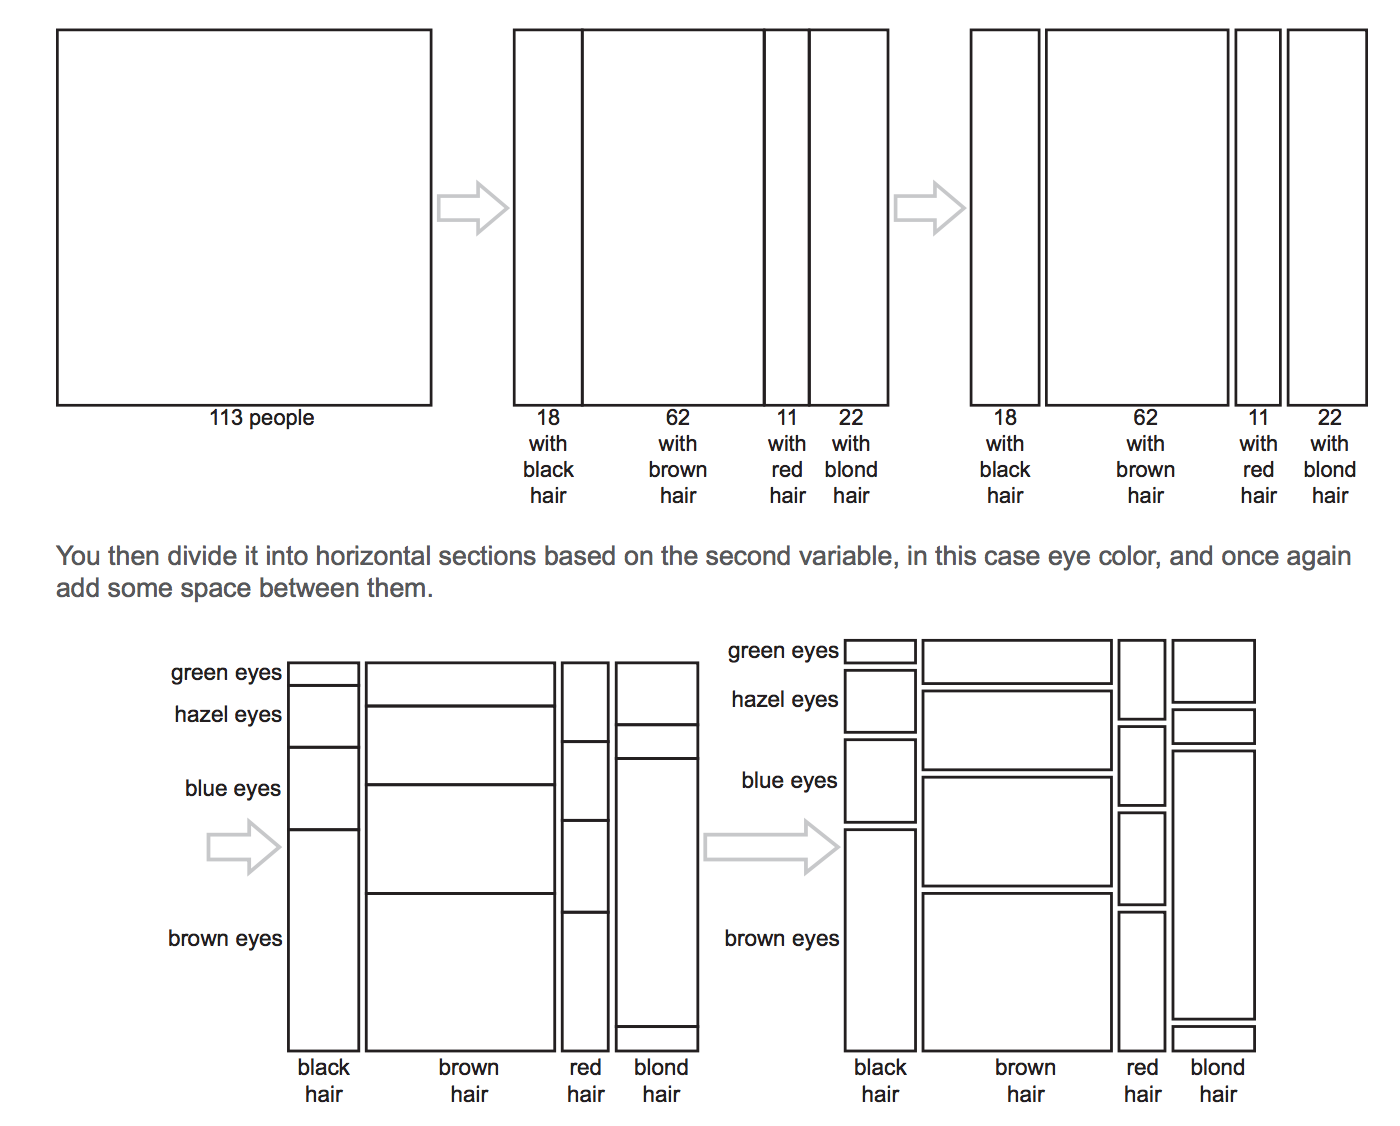 113 people
18 62 11 22
with with with with
black brown red blond
hair hair hair hair
18 62 11 22
with with with with
black brown red blond
hair hair hair hair
You then divide it into horizontal sections based on the second variable, in this case eye color, and once again
add some space between them.
green eyes
hazel eyes
blue eyes
brown eyes
black brown red blond
hair hair hair hair
green eyes
hazel eyes
blue eyes
brown eyes
black brown red blond
hair hair hair hair